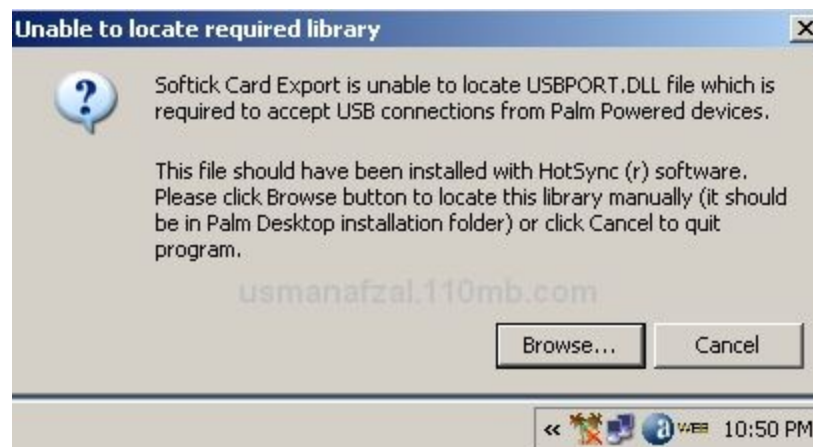 Unable to locate required library
Softick Card Export is unable to locate USBPORT.DLL file which is
required to accept USB connections from Palm Powered devices.
This file should have been installed with HotSync (r) software.
Please click Browse button to locate this library manually (it should
be in Palm Desktop installation folder) or click Cancel to quit
program.
usmanafzal.110mb.com
Browse...
Cancel
« a WEB 10:50 PM